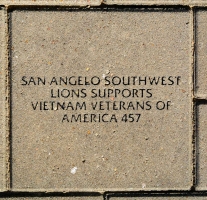 SAN ANGELO SOUTHWEST
LIONS SUPPORTS
VIETNAM VETERANS OF
AMERICA 457